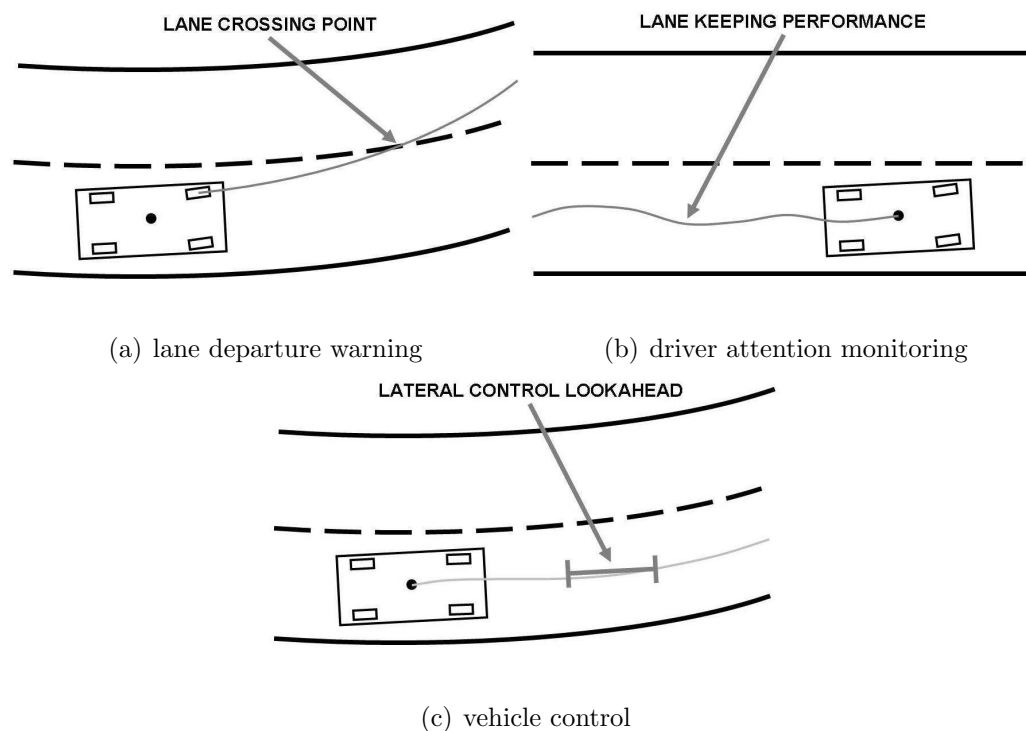 LANE CROSSING POINT
LANE KEEPING PERFORMANCE
(a) lane departure warning
(b) driver attention monitoring
LATERAL CONTROL LOOKAHEAD
(c) vehicle control